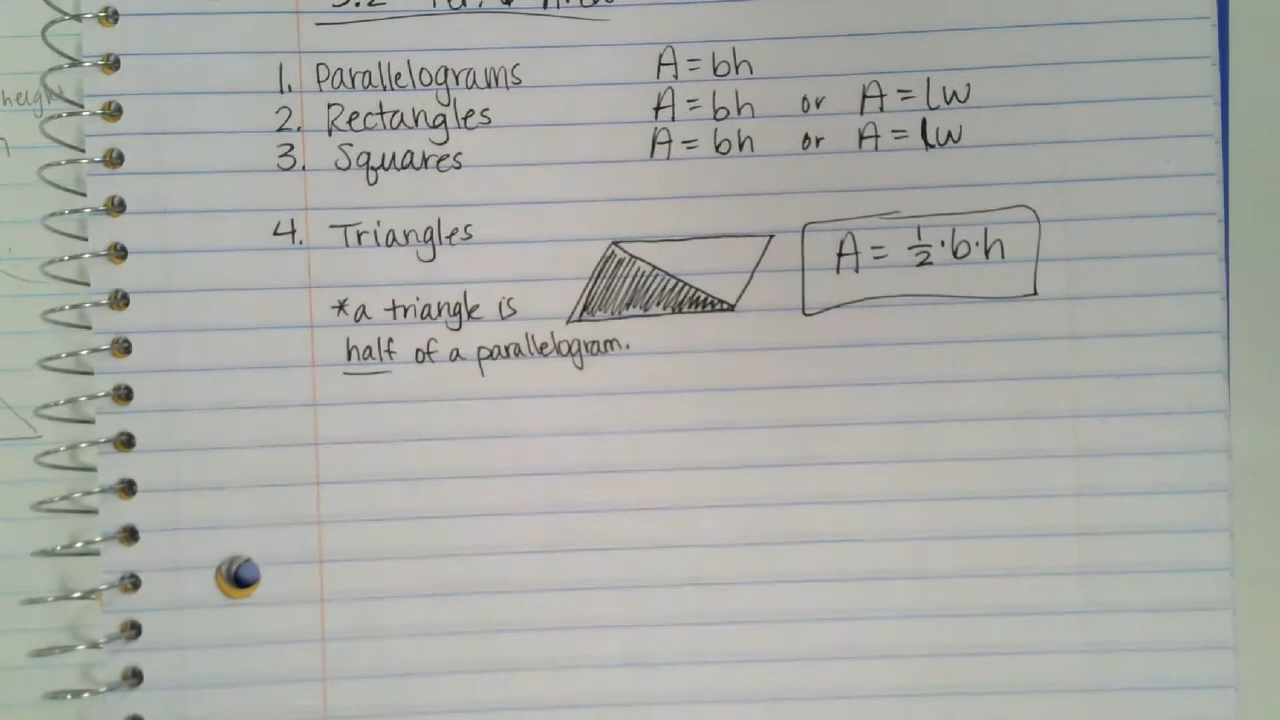 height
1. Parallelograms A = bh
2. Rectangles A = bh or A = lw
3. Squares A = bh or A = lw
4. Triangles A = ½·b·h
*a triangle is
half of a parallelogram.